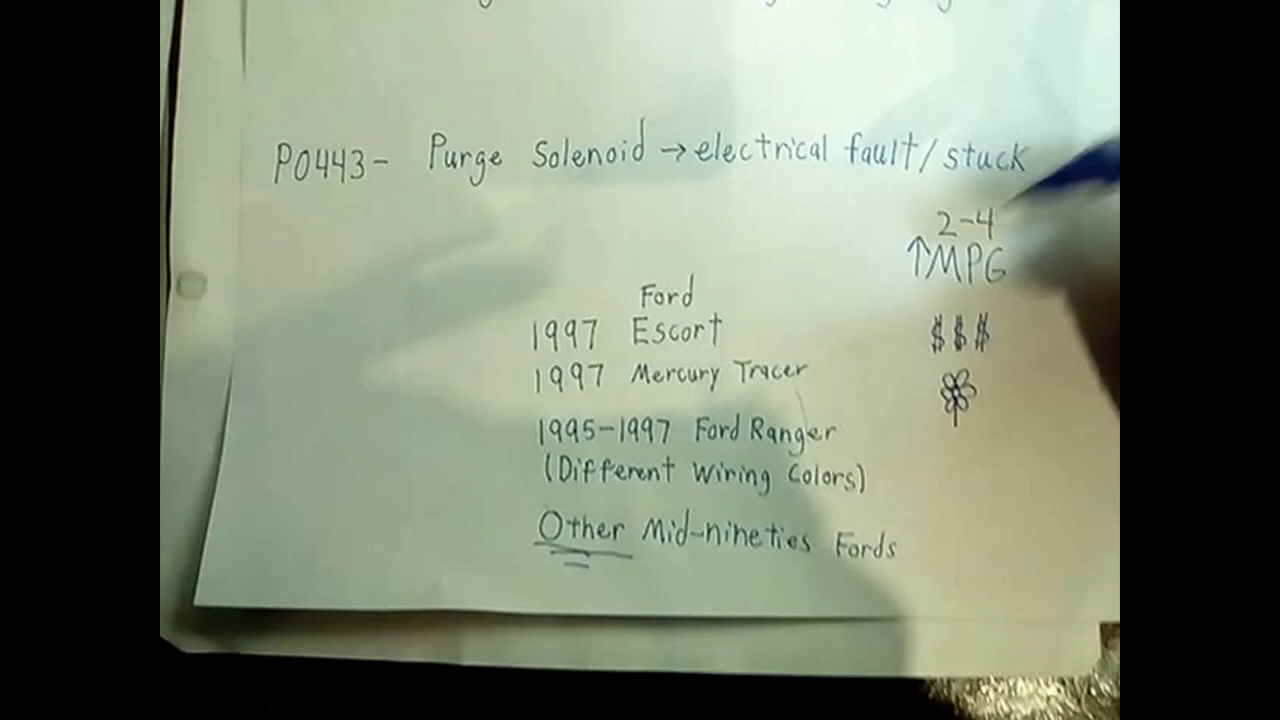 P0443- Purge Solenoid → electrical fault/stuck
2-4
↑MPG
$$$
Ford
1997 Escort
1997 Mercury Tracer
1995-1997 Ford Ranger
(Different Wiring Colors)
Other Mid-nineties Fords